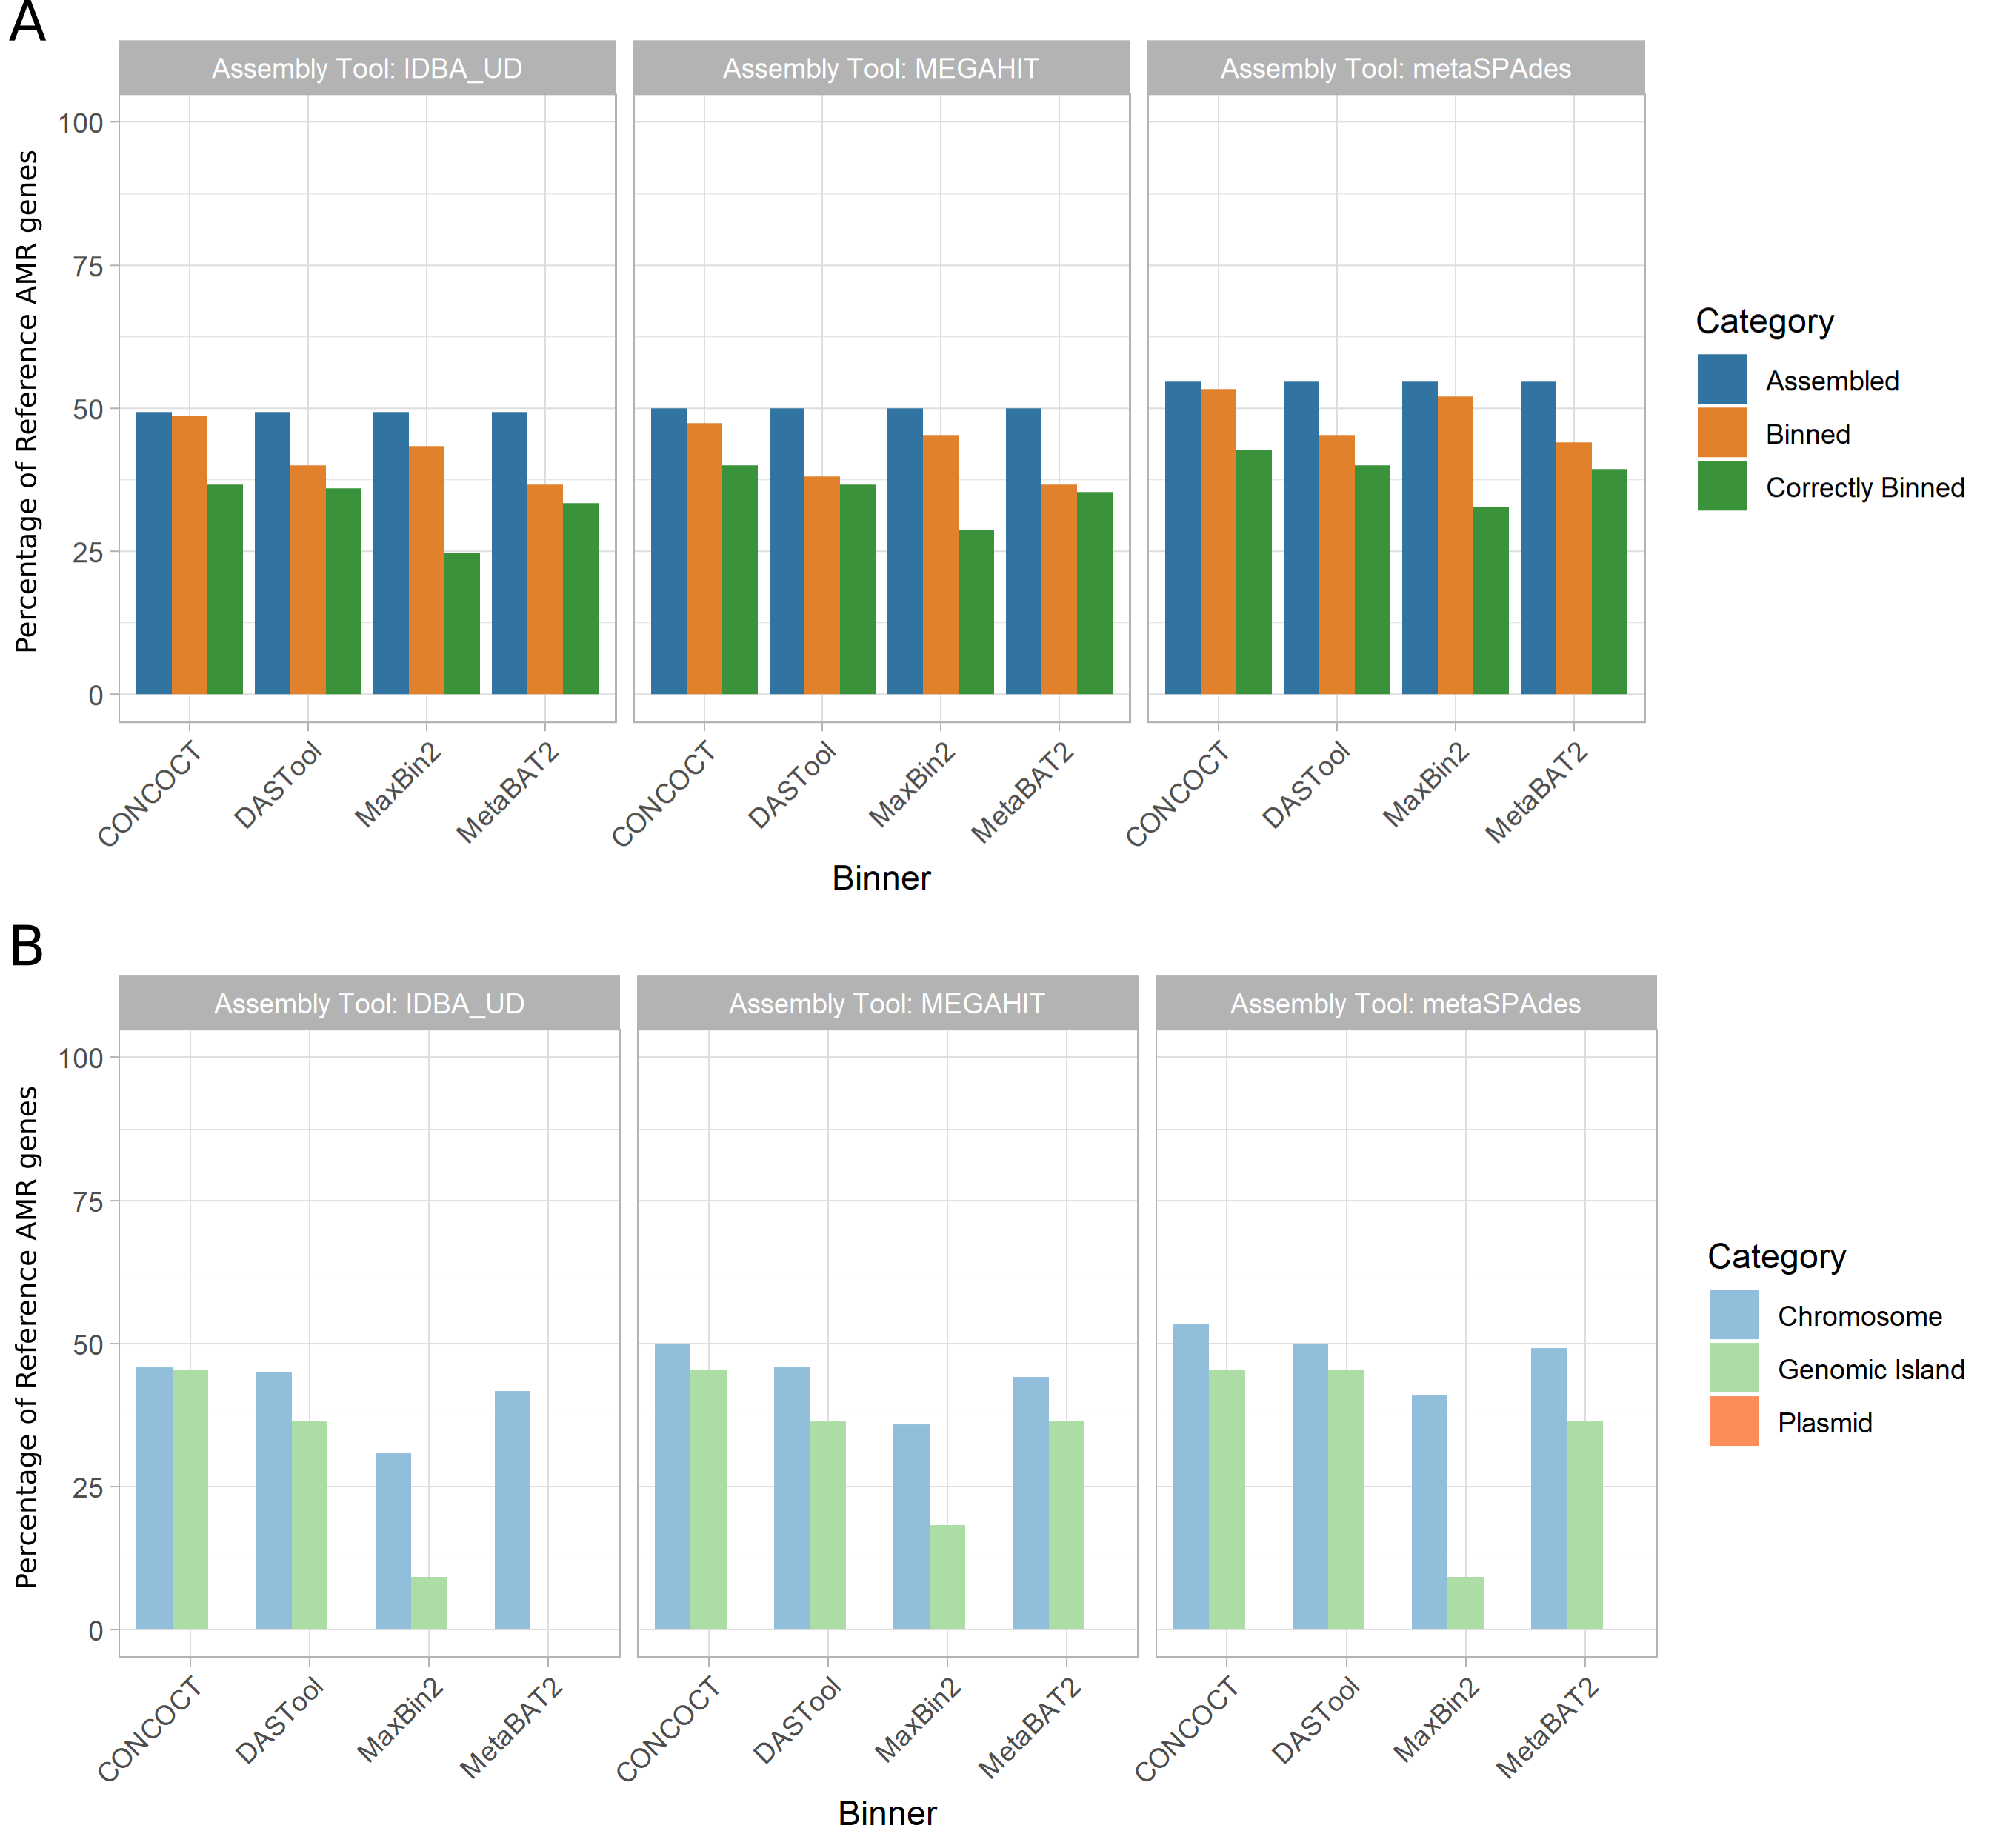 A
Assembly Tool: IDBA_UD
Assembly Tool: MEGAHIT
Assembly Tool: metaSPAdes
Percentage of Reference AMR genes
100
75
50
25
0
CONCOCT
DASTool
MaxBin2
MetaBAT2
CONCOCT
DASTool
MaxBin2
MetaBAT2
CONCOCT
DASTool
MaxBin2
MetaBAT2
Binner
Category
Assembled
Binned
Correctly Binned
B
Assembly Tool: IDBA_UD
Assembly Tool: MEGAHIT
Assembly Tool: metaSPAdes
Percentage of Reference AMR genes
100
75
50
25
0
CONCOCT
DASTool
MaxBin2
MetaBAT2
CONCOCT
DASTool
MaxBin2
MetaBAT2
CONCOCT
DASTool
MaxBin2
MetaBAT2
Binner
Category
Chromosome
Genomic Island
Plasmid